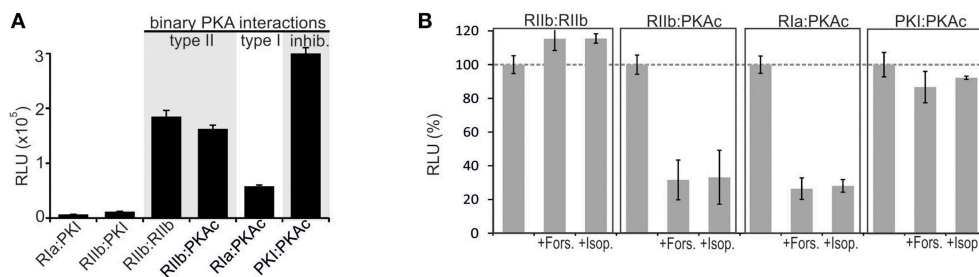 A
binary PKA interactions
type II type I inhib.
RLU (x10⁵)
3
2
1
0
RIa:PKI
RIIb:PKI
RIIb:RIIb
RIIb:PKAc
RIa:PKAc
PKI:PKAc
B
RIIb:RIIb RIIb:PKAc RIa:PKAc PKI:PKAc
RLU (%)
120
100
80
60
40
20
0
+Fors. +Isop. +Fors. +Isop. +Fors. +Isop. +Fors. +Isop.